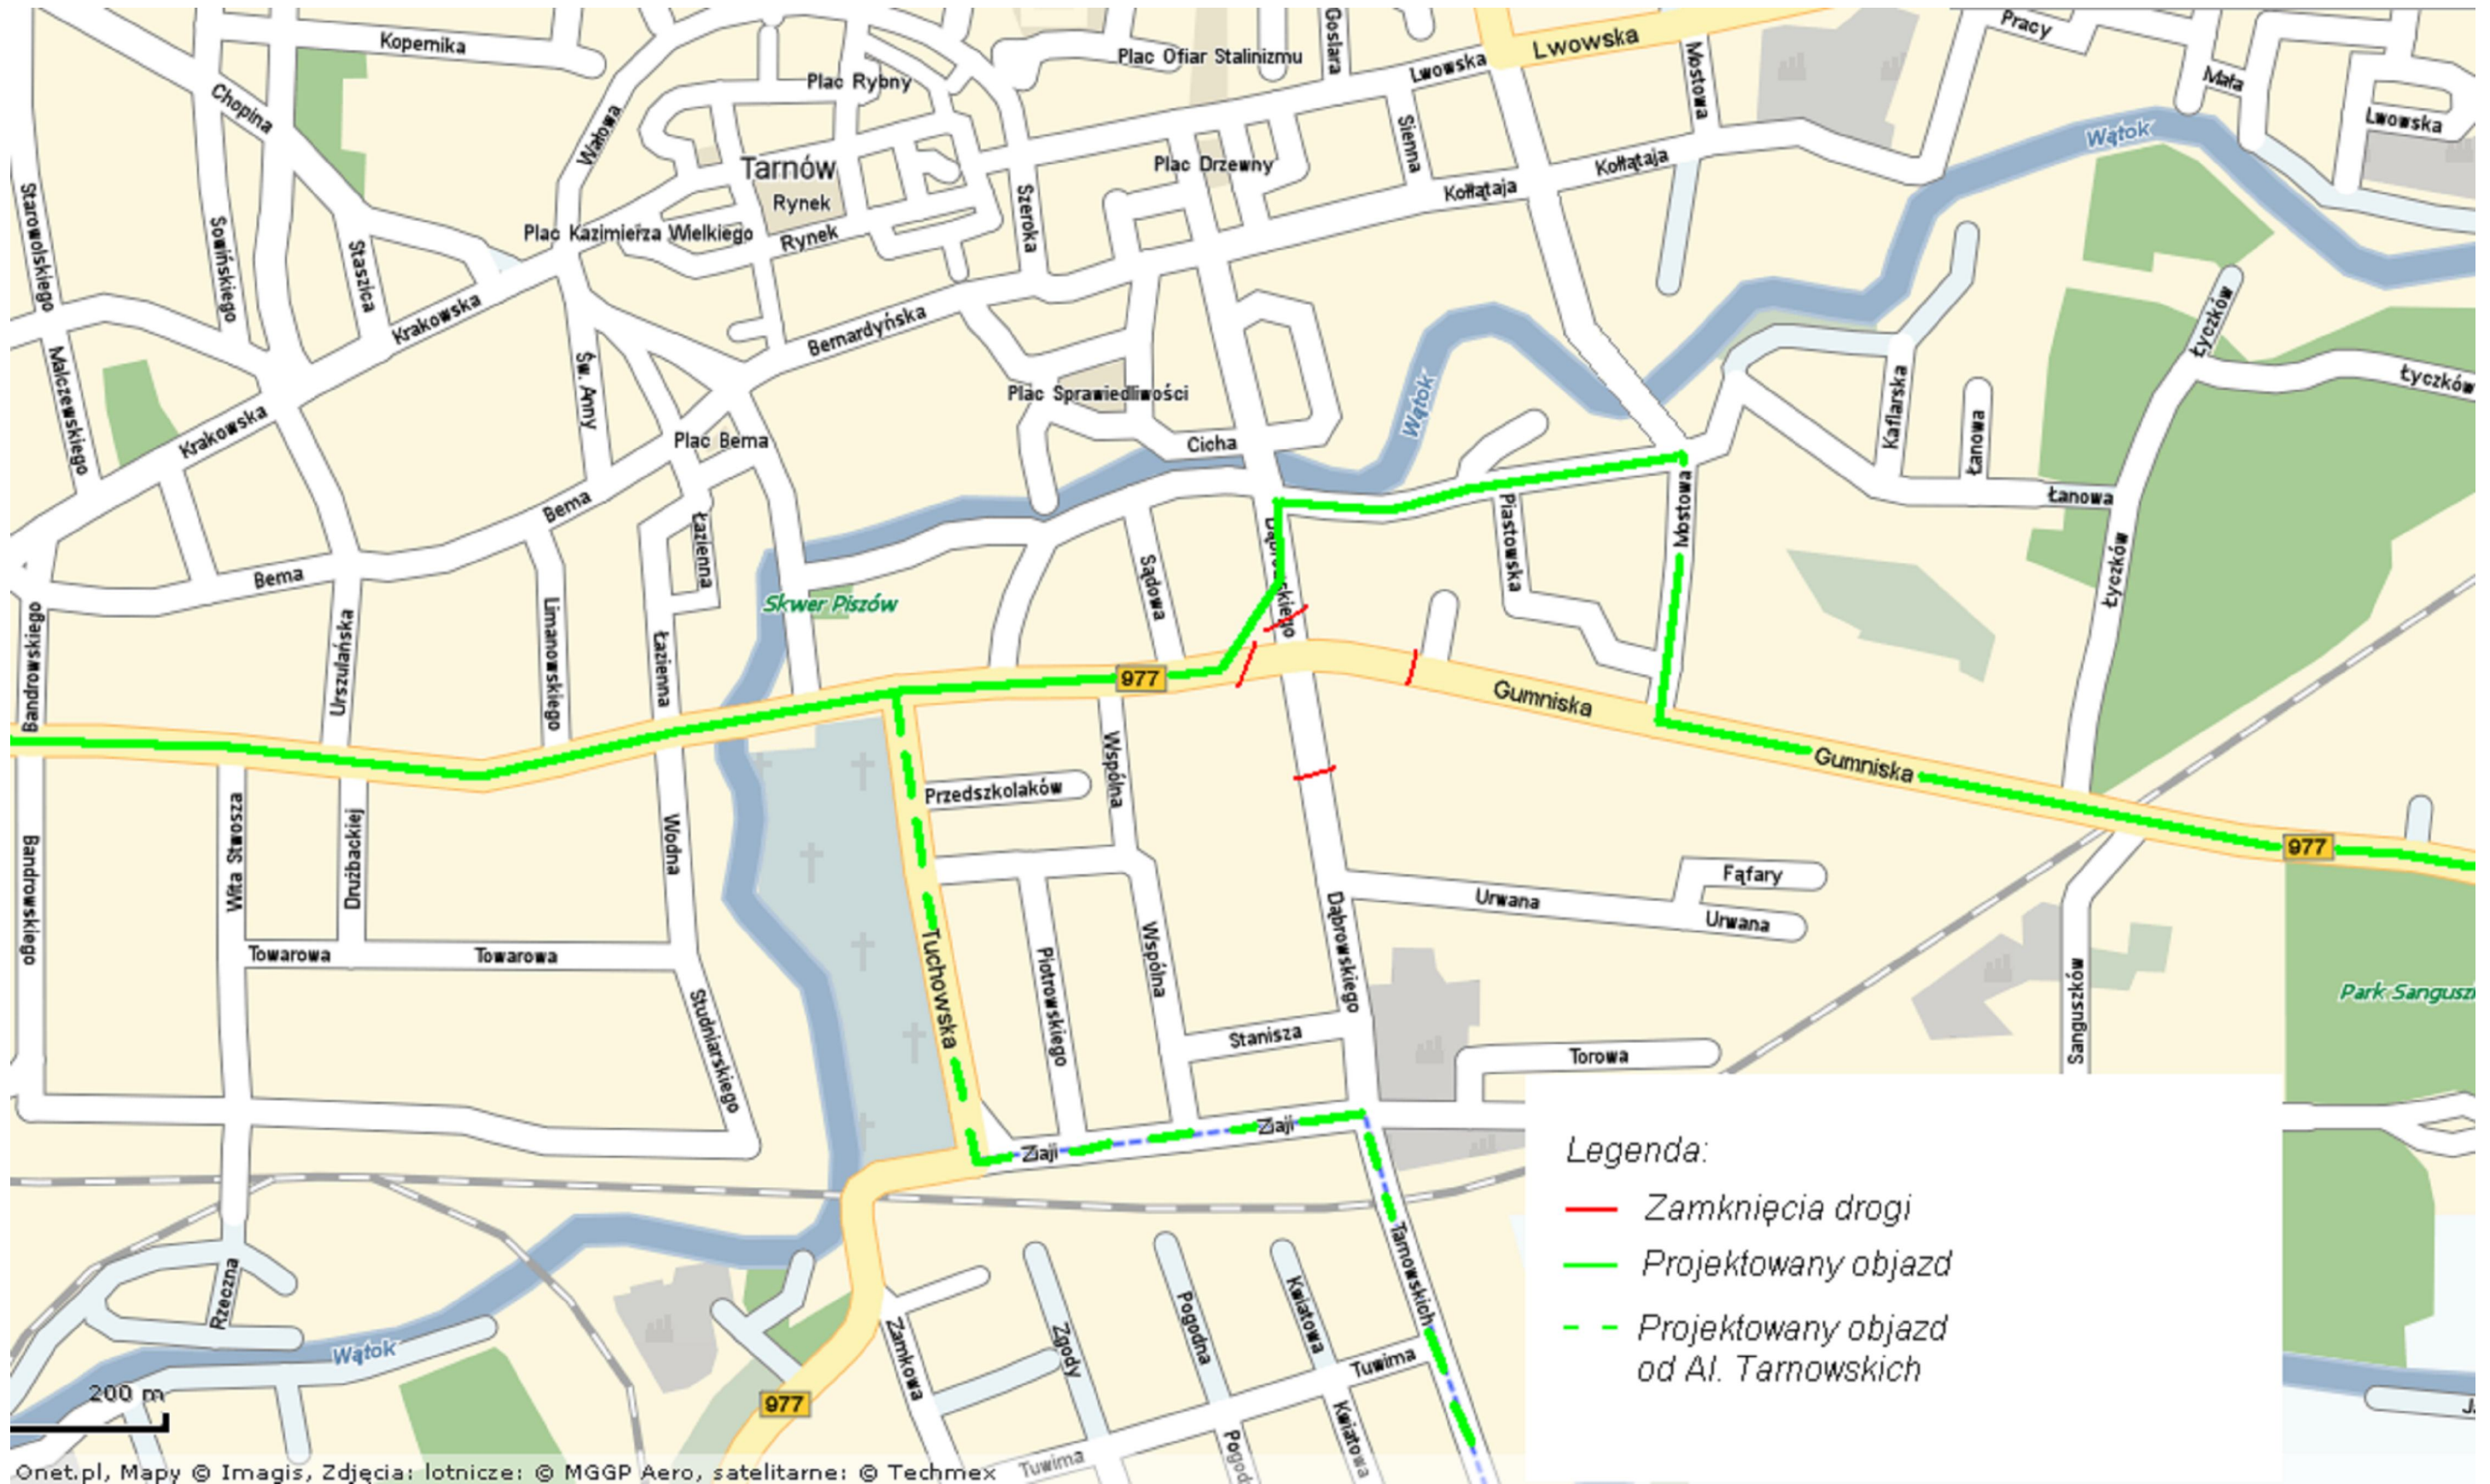 Kopernika
Plac Rybny
Plac Ofiar Stalinizmu
Goslara
Lwowska
Lwowska
Mostowa
Pracy
Mała
Lwowska
Chopina
Wałowa
Tarnów
Rynek
Rynek
Plac Kazimierza Wielkiego
Szeroka
Plac Drzewny
Sienna
Kołłątaja
Kołłątaja
Wątok
Starowolskiego
Sowińskiego
Staszica
Krakowska
Św. Anny
Bernardyńska
Plac Sprawiedliwości
Cicha
Wątok
Łyczków
Łyczków
Kaflarska
Łanowa
Łanowa
Malczewskiego
Krakowska
Plac Bema
Bema
Bema
Łazienna
Skwer Piszów
Sądowa
Dąbrowskiego
Piastowska
Mostowa
Łyczków
Bandrowskiego
Urszulańska
Limanowskiego
Łazienna
977
Gumniska
Gumniska
977
Bandrowskiego
Wita Stwosza
Drużbackiej
Wodna
Przedszkolaków
Wspólna
Towarowa
Towarowa
Studniarskiego
Tuchowska
Piotrowskiego
Wspólna
Dąbrowskiego
Urwana
Fąfary
Urwana
Stanisza
Torowa
Sanguszków
Ziaji
Ziaji
Tarnowskich
Rzeczna
Wątok
Zamkowa
Zgody
Pogodna
Kwiatowa
Tuwima
Kwiatowa
Tuwima
977
200 m
Legenda:
Zamknięcia drogi
Projektowany objazd
Projektowany objazd
od Al. Tarnowskich
Onet.pl, Mapy © Imagis, Zdjęcia: lotnicze: © MGGP Aero, satelitarne: © Techmex